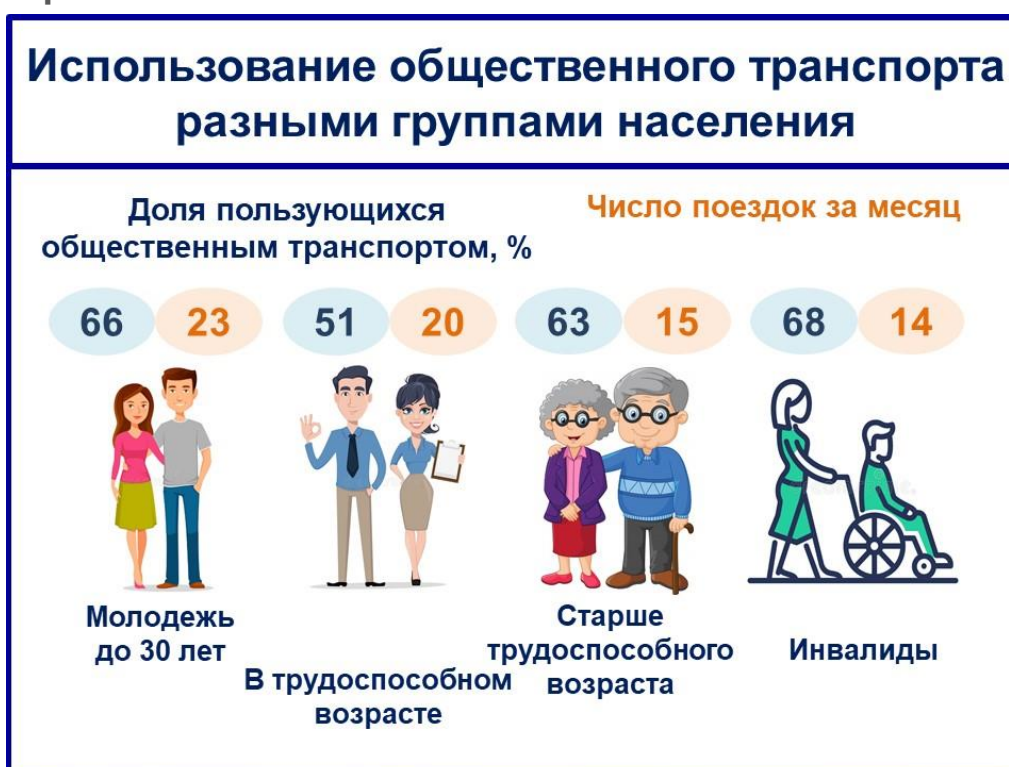 Использование общественного транспорта
разными группами населения
Доля пользующихся
общественным транспортом, %
Число поездок за месяц
66 23 51 20 63 15 68 14
Молодежь
до 30 лет
В трудоспособном
возрасте
Старше
трудоспособного
возраста
Инвалиды